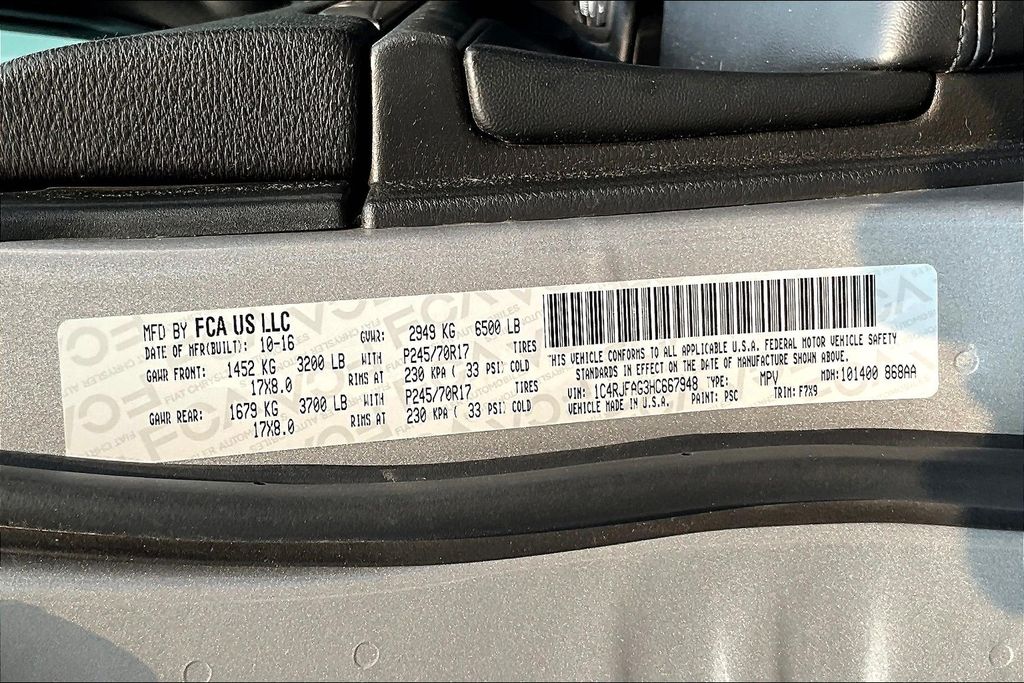 MFD BY FCA US LLC
DATE OF MFR(BUILT): 10-16
GVWR: 2949 KG 6500 LB
GAWR FRONT: 1452 KG 3200 LB WITH P245/70R17 TIRES
17X8.0 RIMS AT 230 KPA ( 33 PSI) COLD
GAWR REAR: 1679 KG 3700 LB WITH P245/70R17 TIRES
17X8.0 RIMS AT 230 KPA ( 33 PSI) COLD
THIS VEHICLE CONFORMS TO ALL APPLICABLE U.S.A. FEDERAL MOTOR VEHICLE SAFETY
STANDARDS IN EFFECT ON THE DATE OF MANUFACTURE SHOWN ABOVE.
VIN: 1C4RJFAG3HC667948 TYPE: MPV MDH: 101400 868AA
VEHICLE MADE IN U.S.A. PAINT: PSC TRIM: F7X9